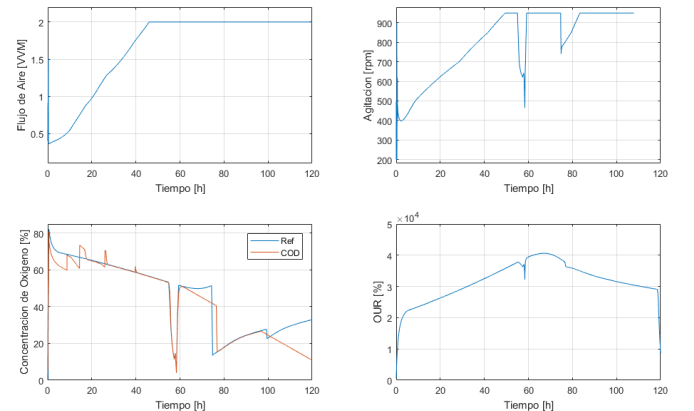 Flujo de Aire [VVM]
2
1.5
1
0.5
0 20 40 60 80 100 120
Tiempo [h]
Agitacion [rpm]
900
800
700
600
500
400
300
200
0 20 40 60 80 100 120
Tiempo [h]
Concentracion de Oxigeno [%]
80
60
40
20
0
0 20 40 60 80 100 120
Tiempo [h]
Ref
COD
× 10⁴
OUR [%]
5
4
3
2
1
0
0 20 40 60 80 100 120
Tiempo [h]